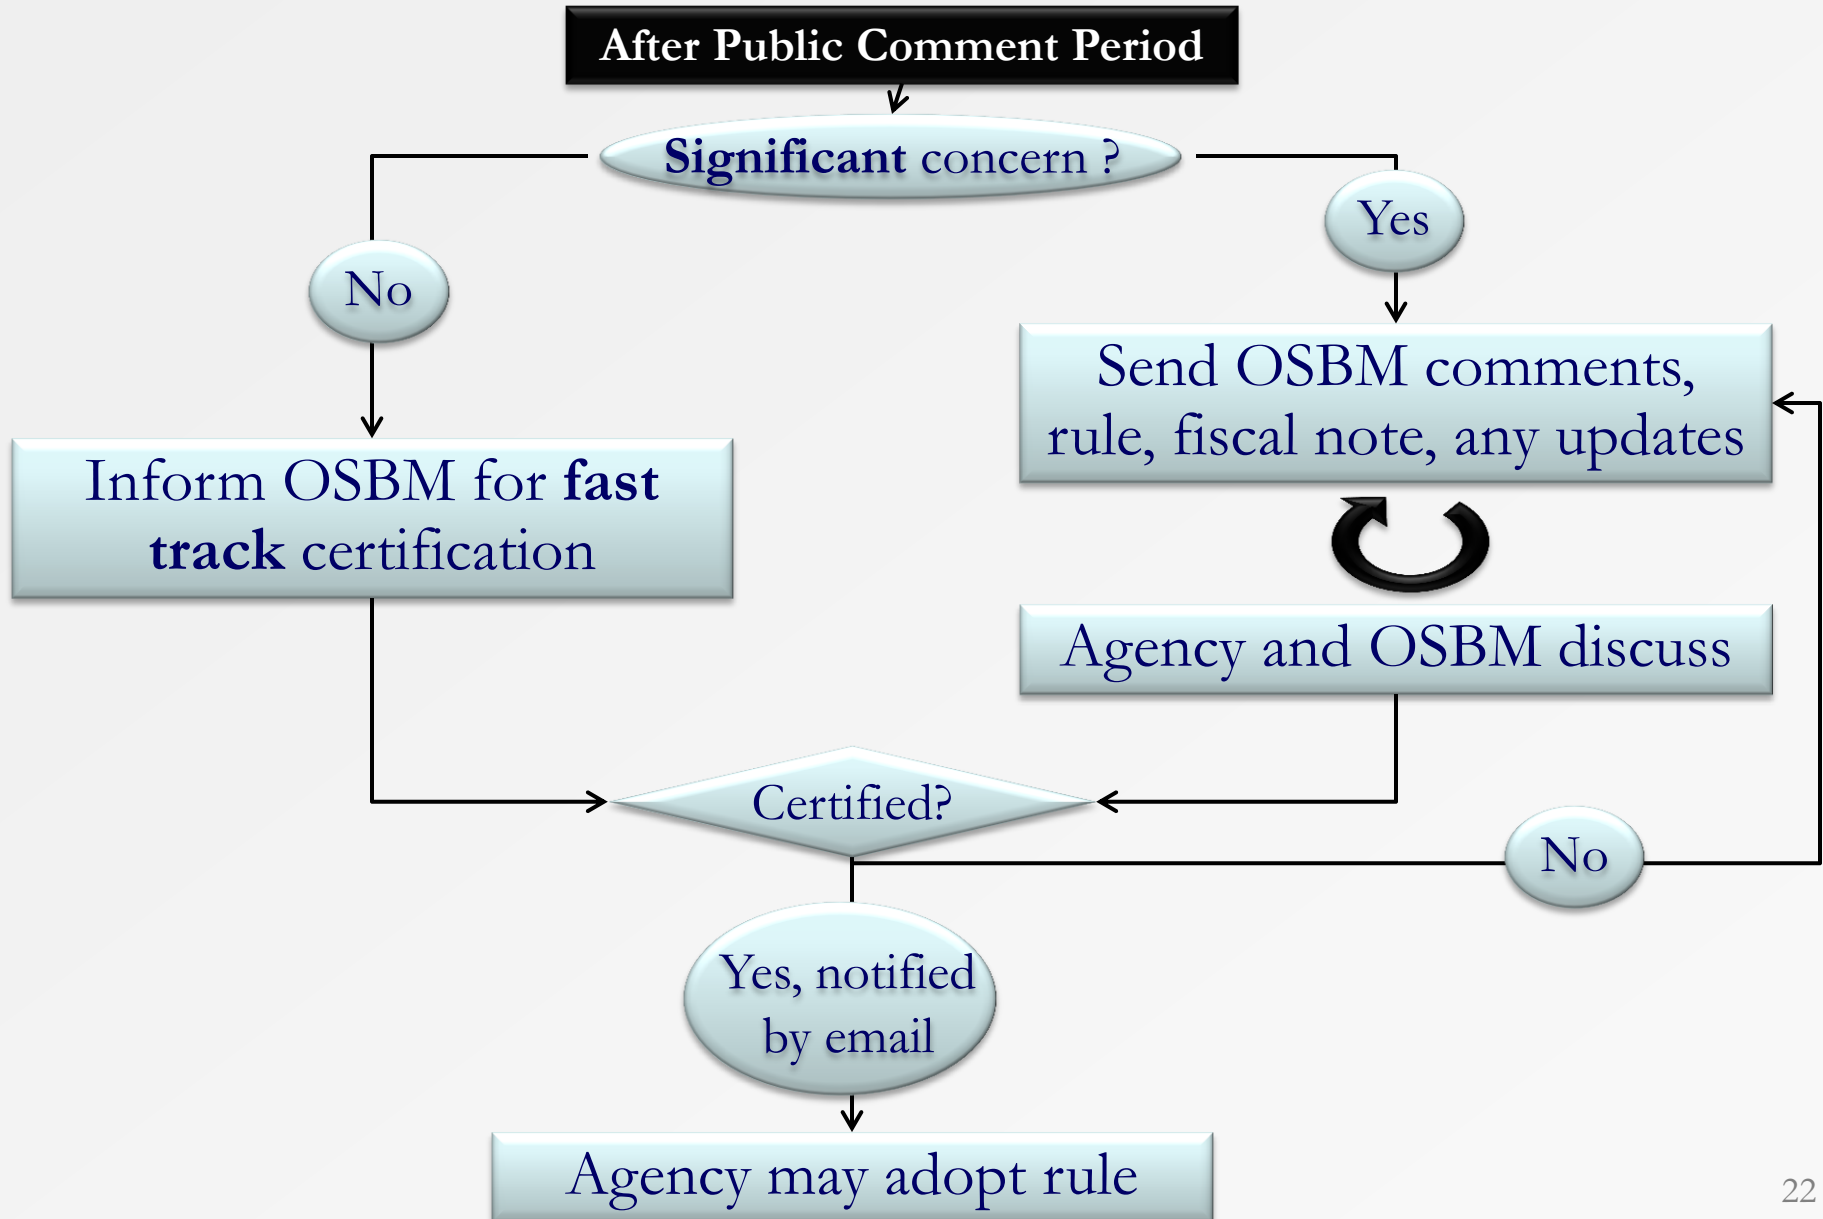 After Public Comment Period
Significant concern ?
Yes
No
Send OSBM comments,
rule, fiscal note, any updates
Inform OSBM for fast
track certification
Agency and OSBM discuss
Certified?
No
Yes, notified
by email
Agency may adopt rule
22